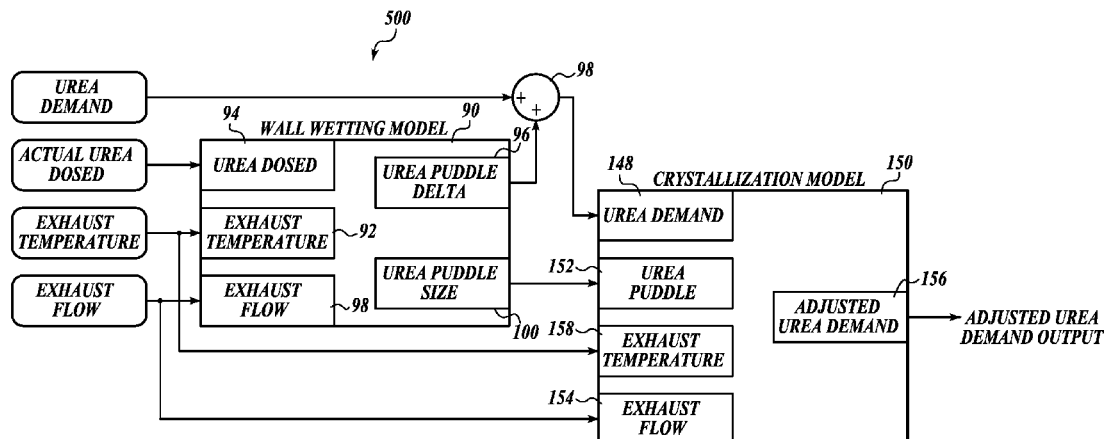 500
UREA
DEMAND
98
+
+
94
WALL WETTING MODEL
90
ACTUAL UREA
DOSED
UREA DOSED
96
UREA PUDDLE
DELTA
148
CRYSTALLIZATION MODEL
150
UREA DEMAND
EXHAUST
TEMPERATURE
EXHAUST
TEMPERATURE
92
152
UREA
PUDDLE
EXHAUST
FLOW
EXHAUST
FLOW
98
UREA PUDDLE
SIZE
100
156
ADJUSTED
UREA DEMAND
ADJUSTED UREA
DEMAND OUTPUT
158
EXHAUST
TEMPERATURE
154
EXHAUST
FLOW